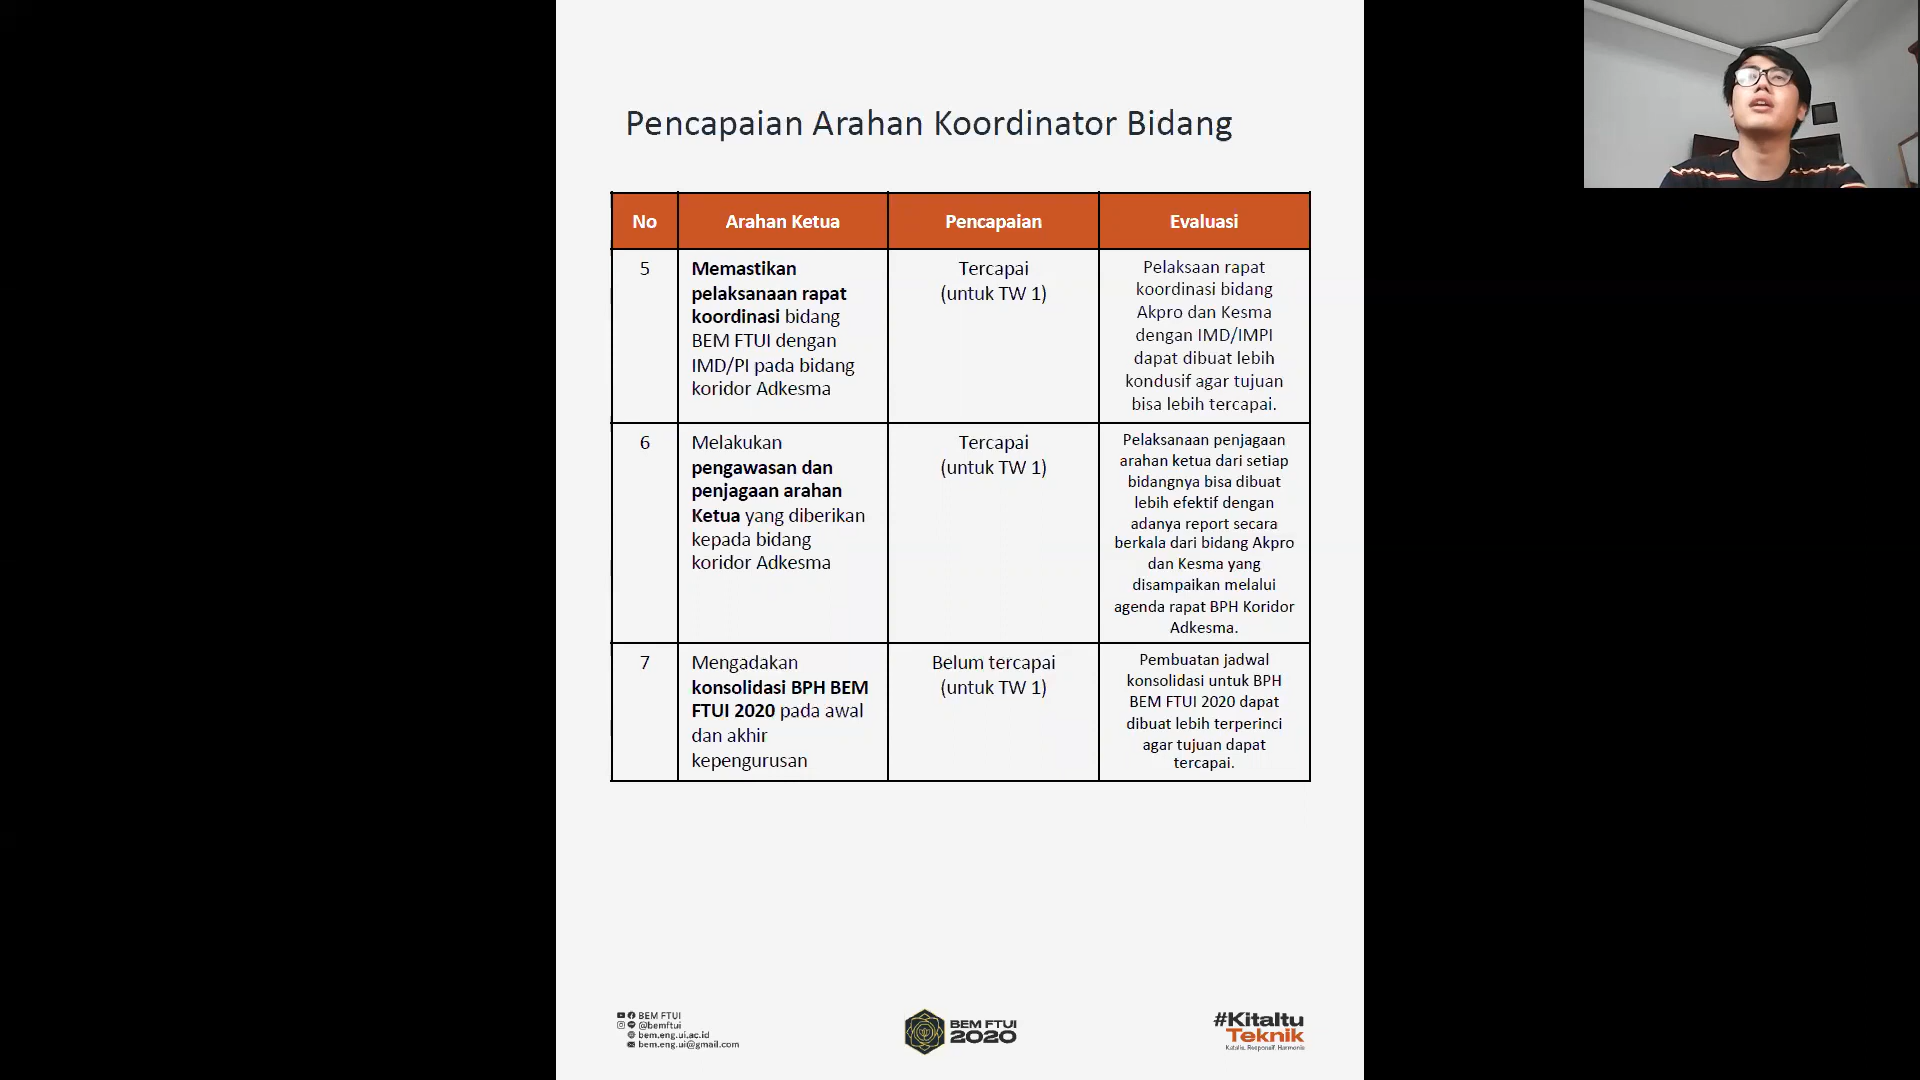 Pencapaian Arahan Koordinator Bidang
No
Arahan Ketua
Pencapaian
Evaluasi
5
Memastikan
pelaksanaan rapat
koordinasi bidang
BEM FTUI dengan
IMD/PI pada bidang
koridor Adkesma
Tercapai
(untuk TW 1)
Pelaksaan rapat
koordinasi bidang
Akpro dan Kesma
dengan IMD/IMPI
dapat dibuat lebih
kondusif agar tujuan
bisa lebih tercapai.
6
Melakukan
pengawasan dan
penjagaan arahan
Ketua yang diberikan
kepada bidang
koridor Adkesma
Tercapai
(untuk TW 1)
Pelaksanaan penjagaan
arahan ketua dari setiap
bidangnya bisa dibuat
lebih efektif dengan
adanya report secara
berkala dari bidang Akpro
dan Kesma yang
disampaikan melalui
agenda rapat BPH Koridor
Adkesma.
7
Mengadakan
konsolidasi BPH BEM
FTUI 2020 pada awal
dan akhir
kepengurusan
Belum tercapai
(untuk TW 1)
Pembuatan jadwal
konsolidasi untuk BPH
BEM FTUI 2020 dapat
dibuat lebih terperinci
agar tujuan dapat
tercapai.
BEM FTUI
@bemftui
bem.eng.ui.ac.id
bem.eng.ui@gmail.com
BEM FTUI
2020
#KitaItu
Teknik
Katalis. Responsif. Harmonis